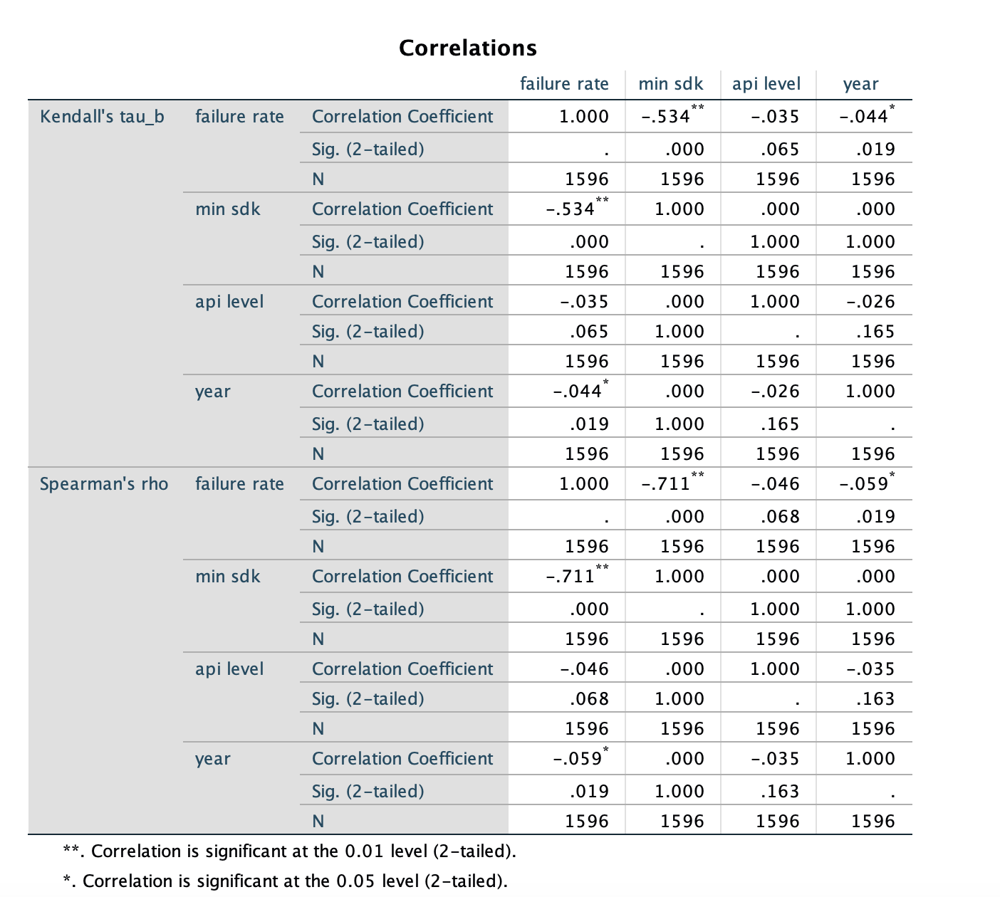 Correlations
failure rate min sdk api level year
Kendall's tau_b failure rate Correlation Coefficient 1.000 -.534** -.035 -.044*
Sig. (2-tailed) . .000 .065 .019
N 1596 1596 1596 1596
min sdk Correlation Coefficient -.534** 1.000 .000 .000
Sig. (2-tailed) .000 . 1.000 1.000
N 1596 1596 1596 1596
api level Correlation Coefficient -.035 .000 1.000 -.026
Sig. (2-tailed) .065 1.000 . .165
N 1596 1596 1596 1596
year Correlation Coefficient -.044* .000 -.026 1.000
Sig. (2-tailed) .019 1.000 .165 .
N 1596 1596 1596 1596
Spearman's rho failure rate Correlation Coefficient 1.000 -.711** -.046 -.059*
Sig. (2-tailed) . .000 .068 .019
N 1596 1596 1596 1596
min sdk Correlation Coefficient -.711** 1.000 .000 .000
Sig. (2-tailed) .000 . 1.000 1.000
N 1596 1596 1596 1596
api level Correlation Coefficient -.046 .000 1.000 -.035
Sig. (2-tailed) .068 1.000 . .163
N 1596 1596 1596 1596
year Correlation Coefficient -.059* .000 -.035 1.000
Sig. (2-tailed) .019 1.000 .163 .
N 1596 1596 1596 1596
**. Correlation is significant at the 0.01 level (2-tailed).
*. Correlation is significant at the 0.05 level (2-tailed).